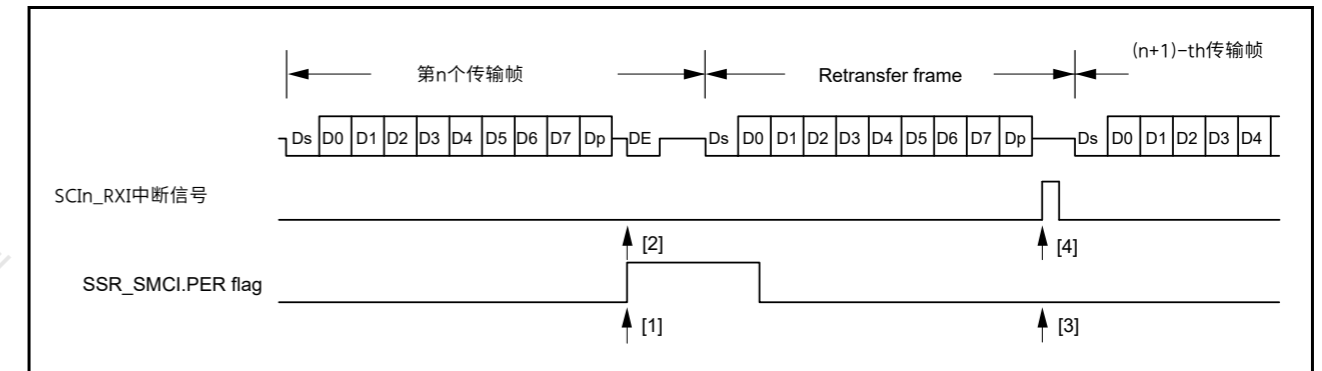 第n个传输帧 Retransfer frame (n+1)-th传输帧
Ds D0 D1 D2 D3 D4 D5 D6 D7 Dp DE Ds D0 D1 D2 D3 D4 D5 D6 D7 Dp Ds D0 D1 D2 D3 D4
SCIn_RXI中断信号
[2] [4]
SSR_SMCI.PER flag
[1] [3]